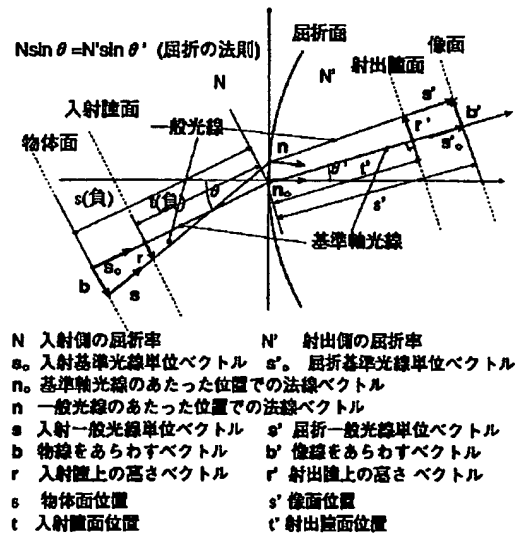 Nsinθ=N'sinθ' (屈折の法則)
屈折面
像面
N
N'
射出瞳面
入射瞳面
一般光線
物体面
s'
b'
n
r'
s'₀
s(負)
t(負)
θ
θ'
t'
n₀
s'
基準軸光線
s₀
r
b
s
N 入射側の屈折率 N' 射出側の屈折率
s₀ 入射基準光線単位ベクトル s'₀ 屈折基準光線単位ベクトル
n₀ 基準軸光線のあたった位置での法線ベクトル
n 一般光線のあたった位置での法線ベクトル
s 入射一般光線単位ベクトル s' 屈折一般光線単位ベクトル
b 物線をあらわすベクトル b' 像線をあらわすベクトル
r 入射瞳上の高さベクトル r' 射出瞳上の高さ ベクトル
s 物体面位置 s' 像面位置
t 入射瞳面位置 t' 射出瞳面位置